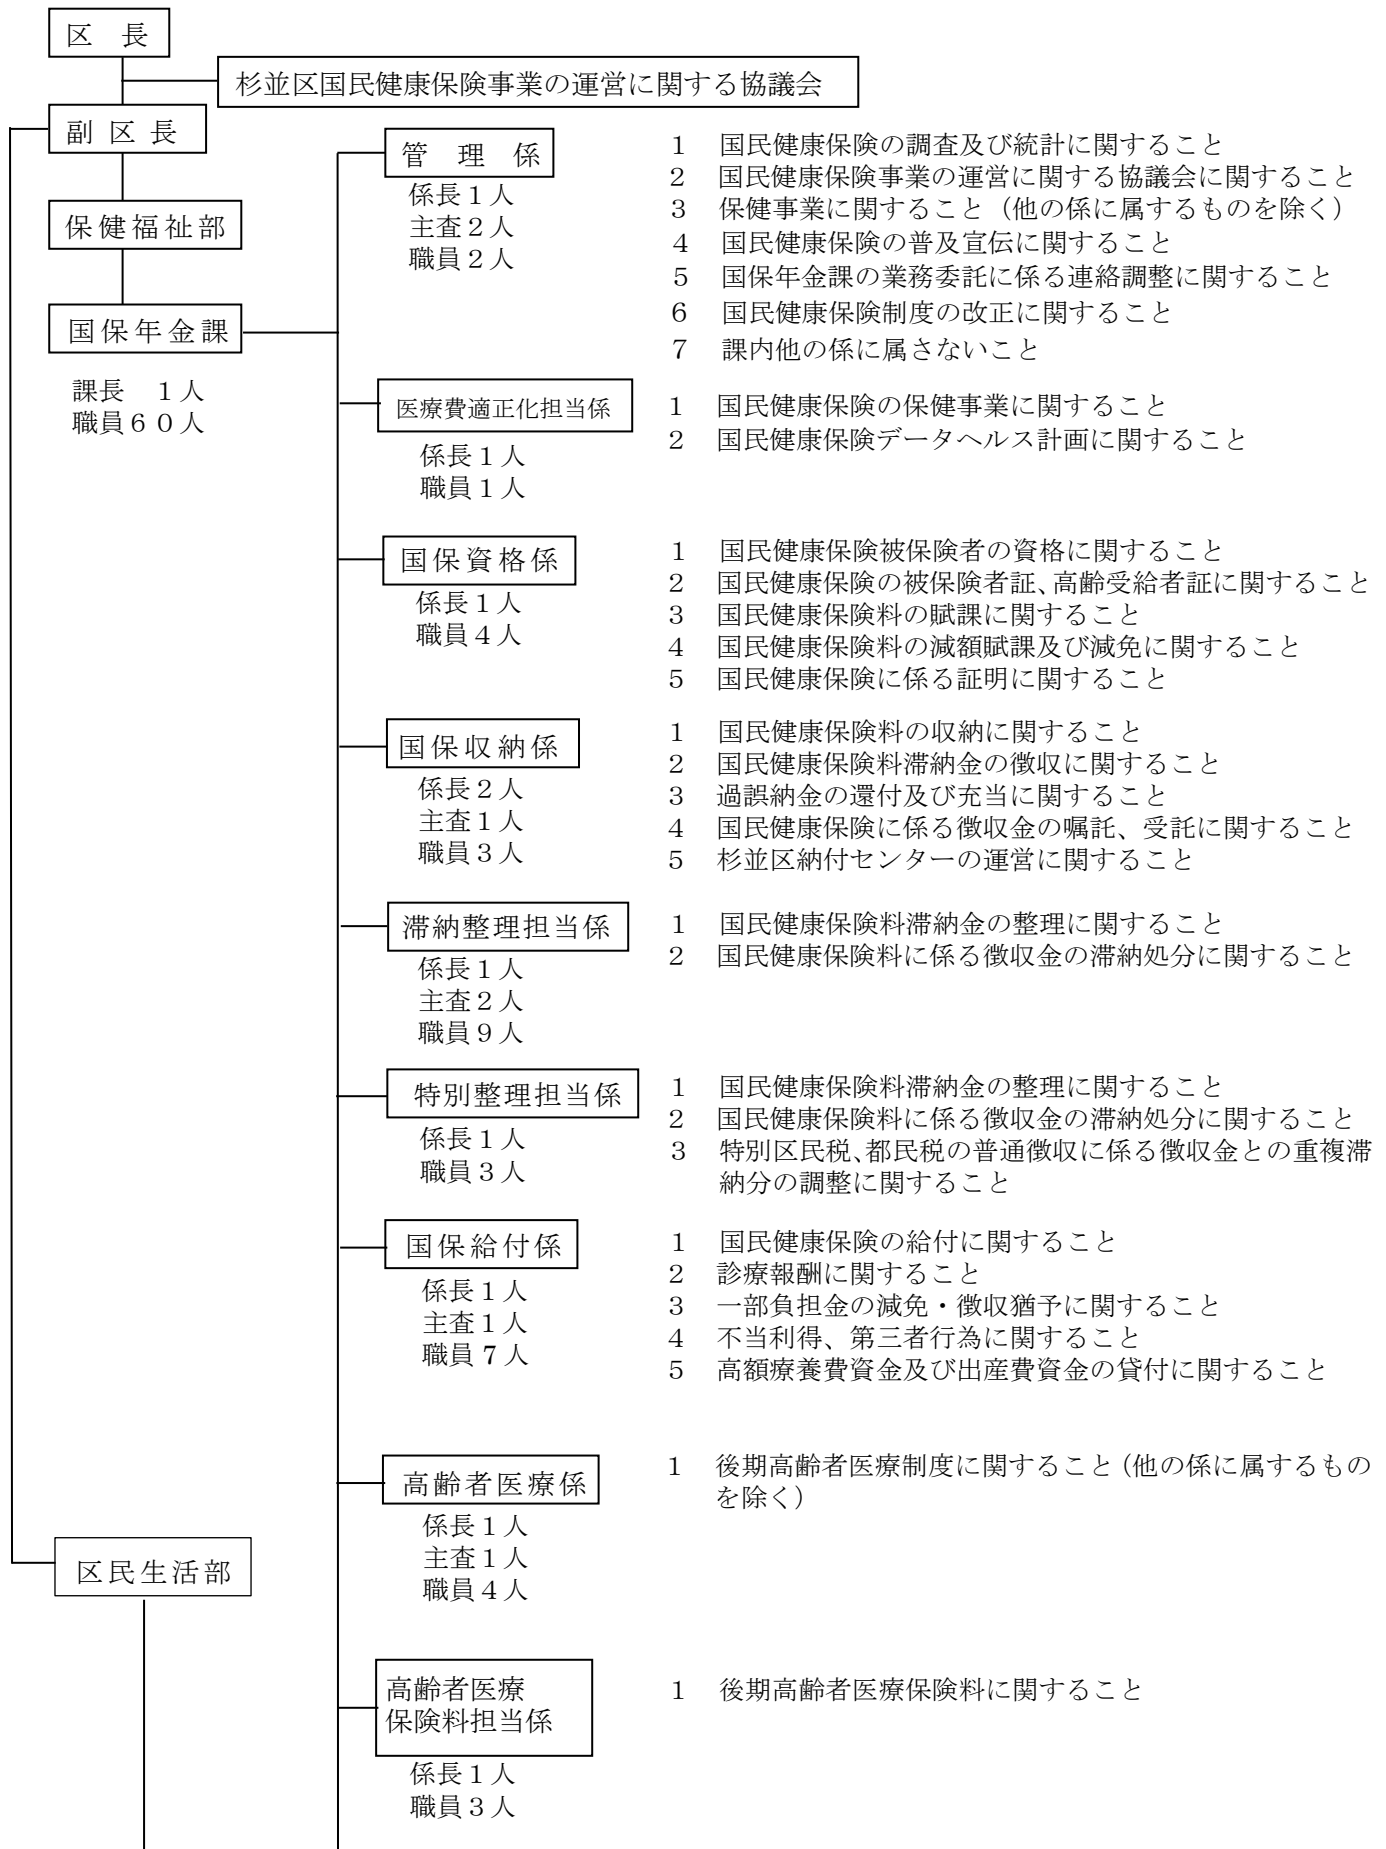 区　長
杉並区国民健康保険事業の運営に関する協議会
副 区 長
保健福祉部
国保年金課
課長　１人
職員６０人
管　理　係
係長１人
主査２人
職員２人
1　国民健康保険の調査及び統計に関すること
2　国民健康保険事業の運営に関する協議会に関すること
3　保健事業に関すること（他の係に属するものを除く）
4　国民健康保険の普及宣伝に関すること
5　国保年金課の業務委託に係る連絡調整に関すること
6　国民健康保険制度の改正に関すること
7　課内他の係に属さないこと
医療費適正化担当係
係長１人
職員１人
1　国民健康保険の保健事業に関すること
2　国民健康保険データヘルス計画に関すること
国保資格係
係長１人
職員４人
1　国民健康保険被保険者の資格に関すること
2　国民健康保険の被保険者証、高齢受給者証に関すること
3　国民健康保険料の賦課に関すること
4　国民健康保険料の減額賦課及び減免に関すること
5　国民健康保険に係る証明に関すること
国保収納係
係長２人
主査１人
職員３人
1　国民健康保険料の収納に関すること
2　国民健康保険料滞納金の徴収に関すること
3　過誤納金の還付及び充当に関すること
4　国民健康保険に係る徴収金の嘱託、受託に関すること
5　杉並区納付センターの運営に関すること
滞納整理担当係
係長１人
主査２人
職員９人
1　国民健康保険料滞納金の整理に関すること
2　国民健康保険料に係る徴収金の滞納処分に関すること
特別整理担当係
係長１人
職員３人
1　国民健康保険料滞納金の整理に関すること
2　国民健康保険料に係る徴収金の滞納処分に関すること
3　特別区民税、都民税の普通徴収に係る徴収金との重複滞
納分の調整に関すること
国保給付係
係長１人
主査１人
職員７人
1　国民健康保険の給付に関すること
2　診療報酬に関すること
3　一部負担金の減免・徴収猶予に関すること
4　不当利得、第三者行為に関すること
5　高額療養費資金及び出産費資金の貸付に関すること
高齢者医療係
係長１人
主査１人
職員４人
1　後期高齢者医療制度に関すること（他の係に属するもの
を除く）
区民生活部
高齢者医療
保険料担当係
係長１人
職員３人
1　後期高齢者医療保険料に関すること